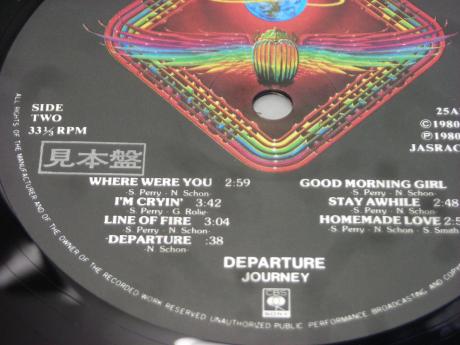 SIDE
TWO
33⅓ RPM
25A
©1980
Ⓟ1980
JASRAC
見本盤
WHERE WERE YOU 2:59
S. Perry - N. Schon
I'M CRYIN' 3:42
S. Perry - G. Rolie
LINE OF FIRE 3:04
S. Perry - N. Schon
DEPARTURE :38
N. Schon
GOOD MORNING GIRL
S. Perry - N. Schon
STAY AWHILE 2:48
S. Perry - N. Schon
HOMEMADE LOVE 2:5
S. Perry - N. Schon - S. Smith
DEPARTURE
JOURNEY
CBS
SONY
ALL RIGHTS OF THE MANUFACTURER AND OF THE OWNER OF THE RECORDED WORK RESERVED UNAUTHORIZED PUBLIC PERFORMANCE BROADCASTING AND COPYING